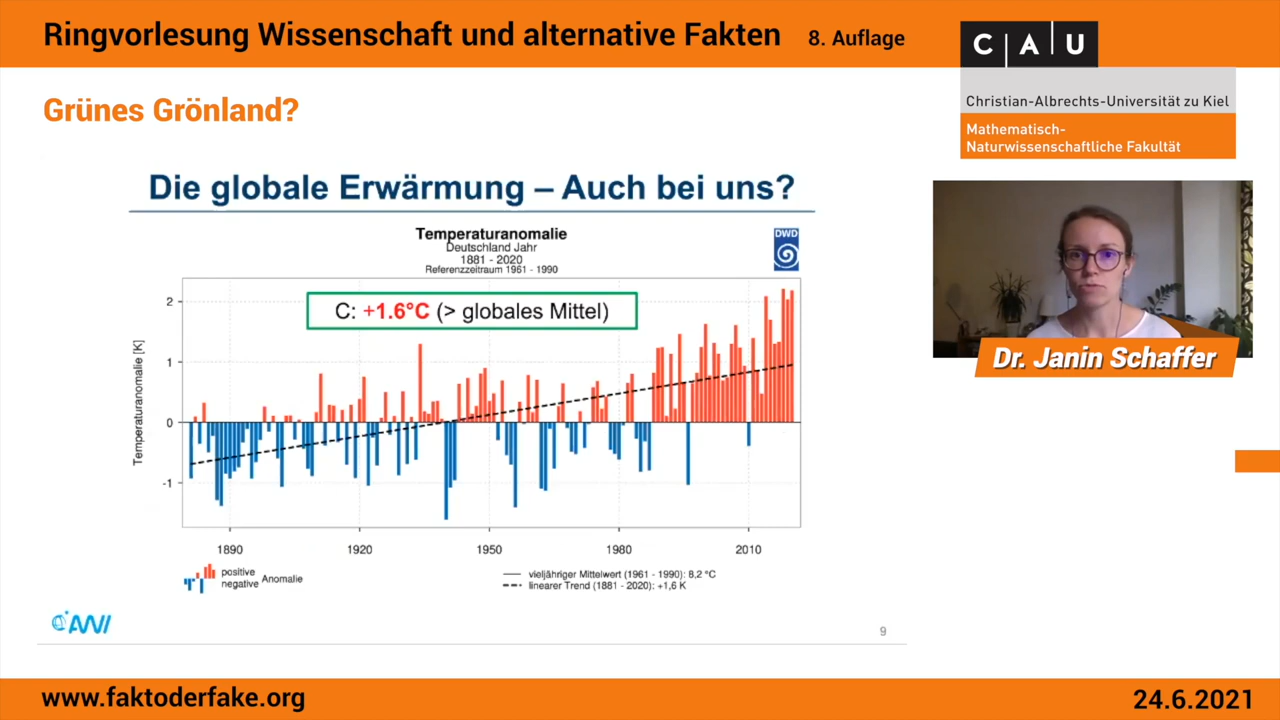 Ringvorlesung Wissenschaft und alternative Fakten 8. Auflage
C A U
Christian-Albrechts-Universität zu Kiel
Mathematisch-
Naturwissenschaftliche Fakultät
Grünes Grönland?
Die globale Erwärmung – Auch bei uns?
Temperaturanomalie
Deutschland Jahr
1881 - 2020
Referenzzeitraum 1961 - 1990
DWD
C: +1.6°C (> globales Mittel)
Temperaturanomalie [K]
2
1
0
-1
1890 1920 1950 1980 2010
positive
negative Anomalie
vieljähriger Mittelwert (1961 - 1990): 8,2 °C
linearer Trend (1881 - 2020): +1,6 K
AWI
9
Dr. Janin Schaffer
www.faktoderfake.org
24.6.2021